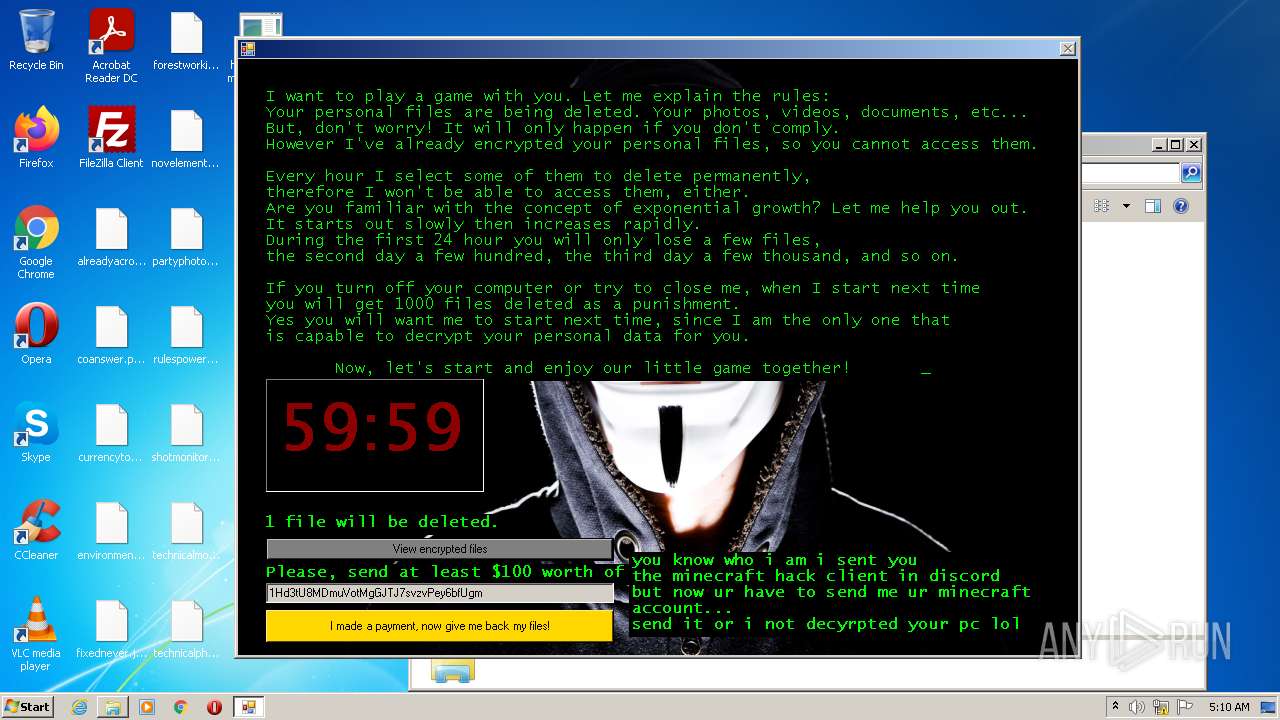 Recycle Bin
Acrobat
Reader DC
forestworki...
Firefox
FileZilla Client
novelement...
Google
Chrome
alreadyacro...
partyphoto...
Opera
coanswer.p...
rulespower...
Skype
currencyto...
shotmonitor...
CCleaner
environmen...
technicalmo...
VLC media
player
fixednever.j...
technicalph...
I want to play a game with you. Let me explain the rules:
Your personal files are being deleted. Your photos, videos, documents, etc...
But, don't worry! It will only happen if you don't comply.
However I've already encrypted your personal files, so you cannot access them.
Every hour I select some of them to delete permanently,
therefore I won't be able to access them, either.
Are you familiar with the concept of exponential growth? Let me help you out.
It starts out slowly then increases rapidly.
During the first 24 hour you will only lose a few files,
the second day a few hundred, the third day a few thousand, and so on.
If you turn off your computer or try to close me, when I start next time
you will get 1000 files deleted as a punishment.
Yes you will want me to start next time, since I am the only one that
is capable to decrypt your personal data for you.
Now, let's start and enjoy our little game together! _
59:59
1 file will be deleted.
View encrypted files
Please, send at least $100 worth of
1Hd3tU8MDmuVotMgGJTJ7svzvPey6bfUgm
I made a payment, now give me back my files!
you know who i am i sent you
the minecraft hack client in discord
but now ur have to send me ur minecraft
account...
send it or i not decyrpted your pc lol
ANY RUN
Start
5:10 AM